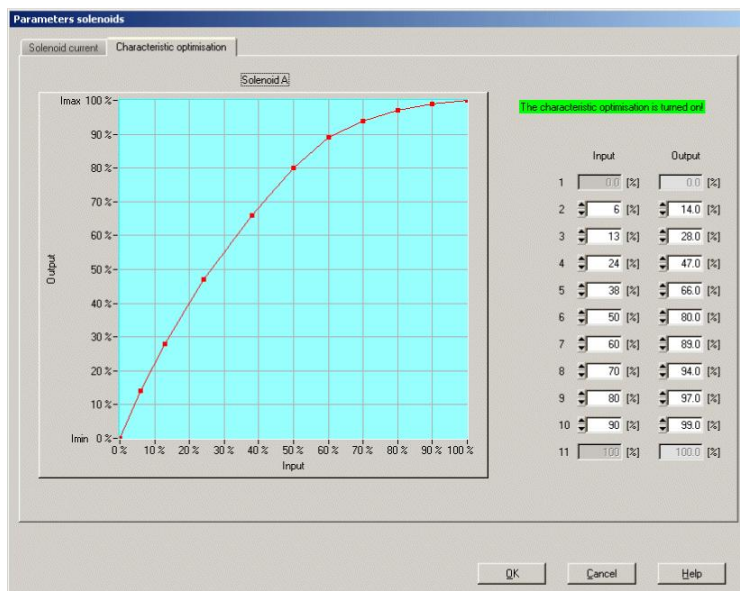 Parameters solenoids
Solenoid current
Characteristic optimisation
Solenoid A
Imax 100 %
90 %
80 %
70 %
60 %
50 %
40 %
30 %
20 %
10 %
Imin 0 %
Output
0 % 10 % 20 % 30 % 40 % 50 % 60 % 70 % 80 % 90 % 100 %
Input
The characteristic optimisation is turned on!
Input Output
1 0.0 [%] 0.0 [%]
2 6 [%] 14.0 [%]
3 13 [%] 28.0 [%]
4 24 [%] 47.0 [%]
5 38 [%] 66.0 [%]
6 50 [%] 80.0 [%]
7 60 [%] 89.0 [%]
8 70 [%] 94.0 [%]
9 80 [%] 97.0 [%]
10 90 [%] 99.0 [%]
11 100 [%] 100.0 [%]
OK
Cancel
Help